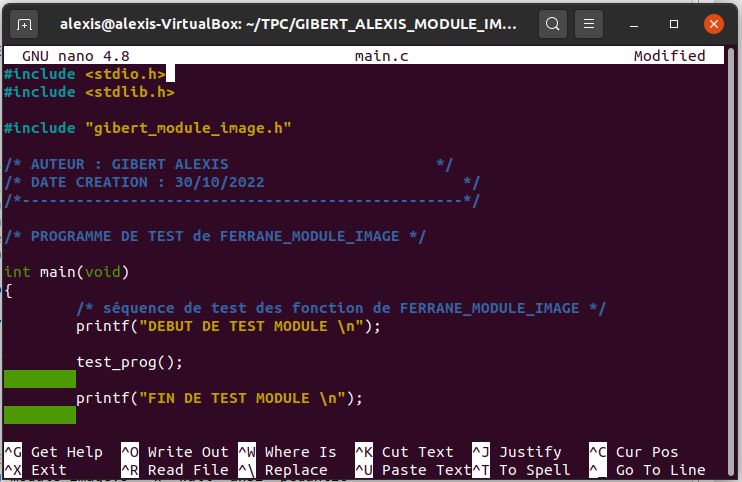 alexis@alexis-VirtualBox: ~/TPC/GIBERT_ALEXIS_MODULE_IM...
GNU nano 4.8 main.c Modified
#include <stdio.h>
#include <stdlib.h>
#include "gibert_module_image.h"
/* AUTEUR : GIBERT ALEXIS */
/* DATE CREATION : 30/10/2022 */
/*-------------------------------------------------*/
/* PROGRAMME DE TEST de FERRANE_MODULE_IMAGE */
int main(void)
{
/* séquence de test des fonction de FERRANE_MODULE_IMAGE */
printf("DEBUT DE TEST MODULE \n");
test_prog();
printf("FIN DE TEST MODULE \n");
^G Get Help ^O Write Out ^W Where Is ^K Cut Text ^J Justify ^C Cur Pos
^X Exit ^R Read File ^\ Replace ^U Paste Text ^T To Spell ^_ Go To Line